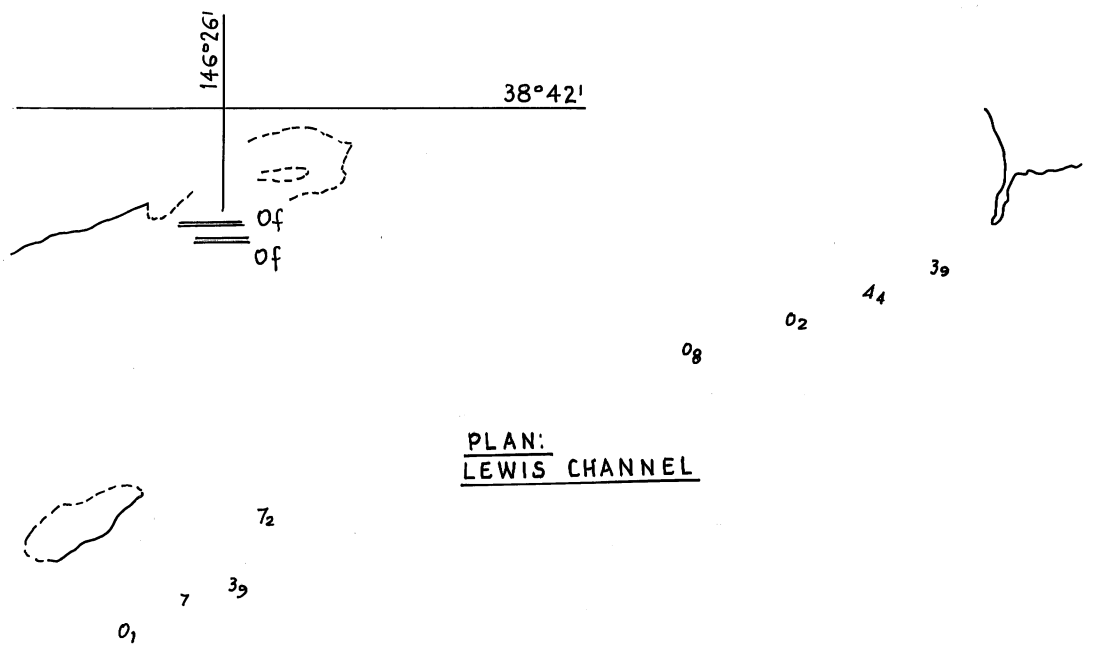 146°26'
38°42'
Of
Of
3₉
4₄
0₂
0₈
PLAN:
LEWIS CHANNEL
7₂
3₉
7
0₁